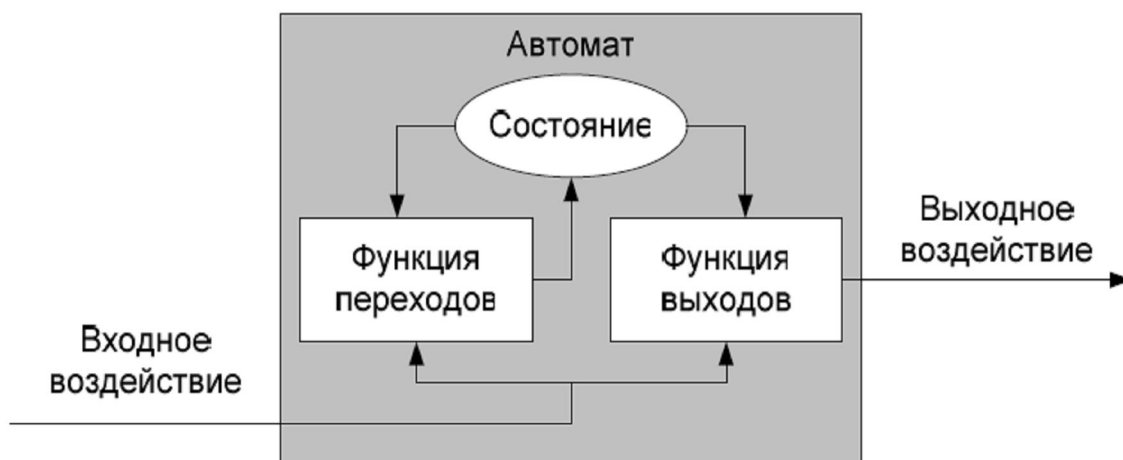 Автомат
Состояние
Функция
переходов
Функция
выходов
Выходное
воздействие
Входное
воздействие